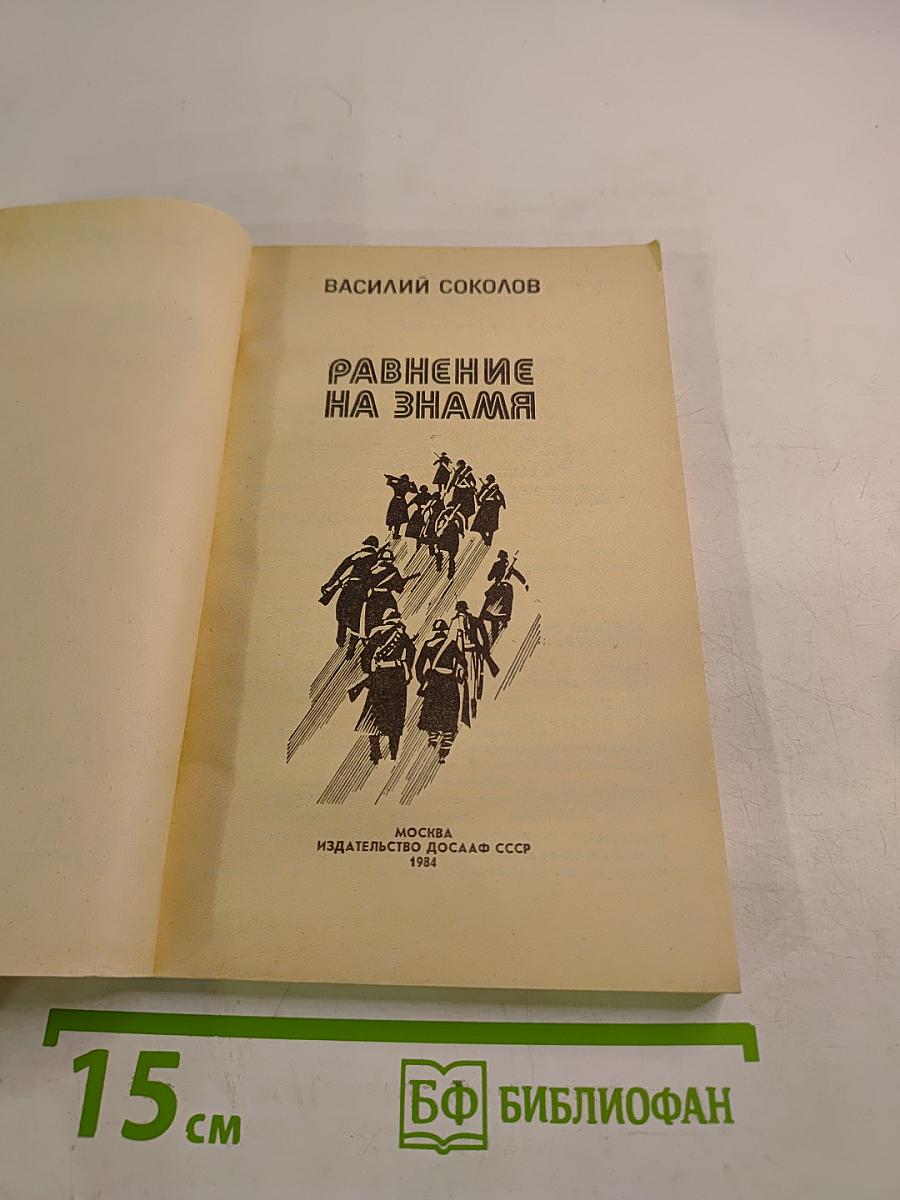 ВАСИЛИЙ СОКОЛОВ
РАВНЕНИЕ
НА ЗНАМЯ
МОСКВА
ИЗДАТЕЛЬСТВО ДОСААФ СССР
1984
15 см
БФ БИБЛИОФАН